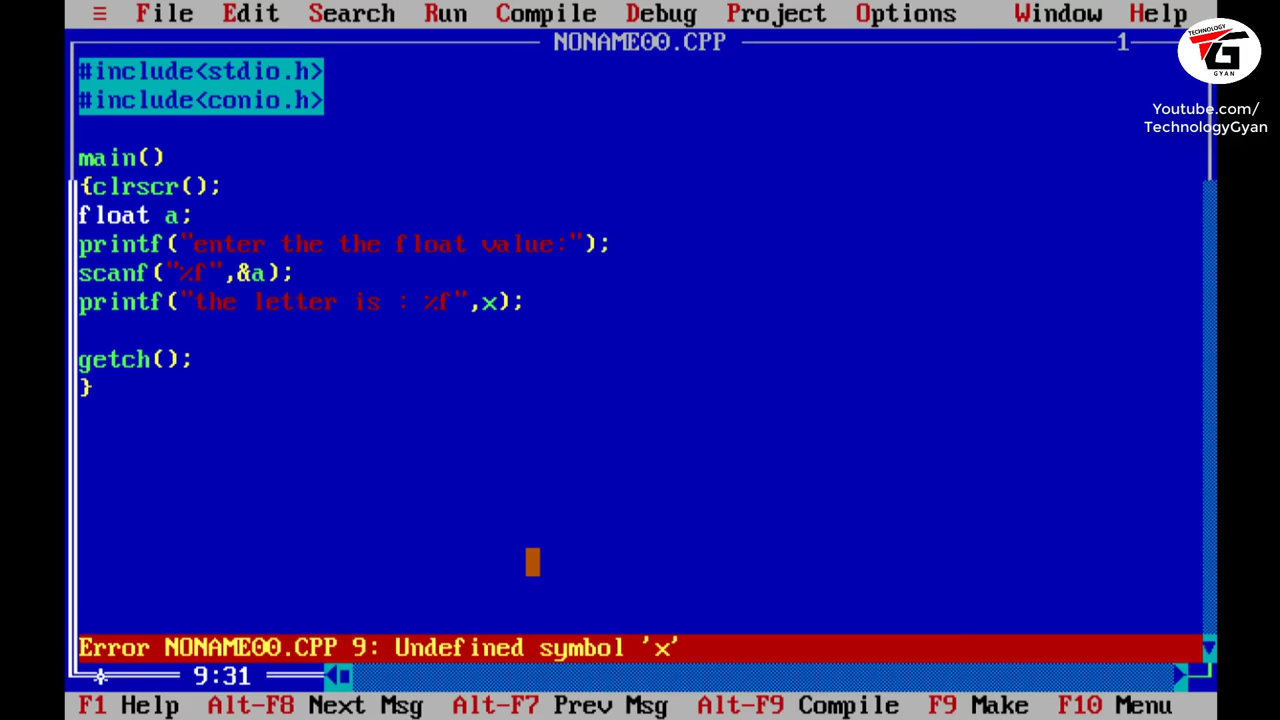 ≡ File Edit Search Run Compile Debug Project Options Window Help
NONAME00.CPP 1
TECHNOLOGY
GYAN
Youtube.com/
TechnologyGyan
#include<stdio.h>
#include<conio.h>
main()
{clrscr();
float a;
printf("enter the the float value:");
scanf("%f",&a);
printf("the letter is : %f",x);
getch();
}
Error NONAME00.CPP 9: Undefined symbol 'x'
9:31
F1 Help Alt-F8 Next Msg Alt-F7 Prev Msg Alt-F9 Compile F9 Make F10 Menu